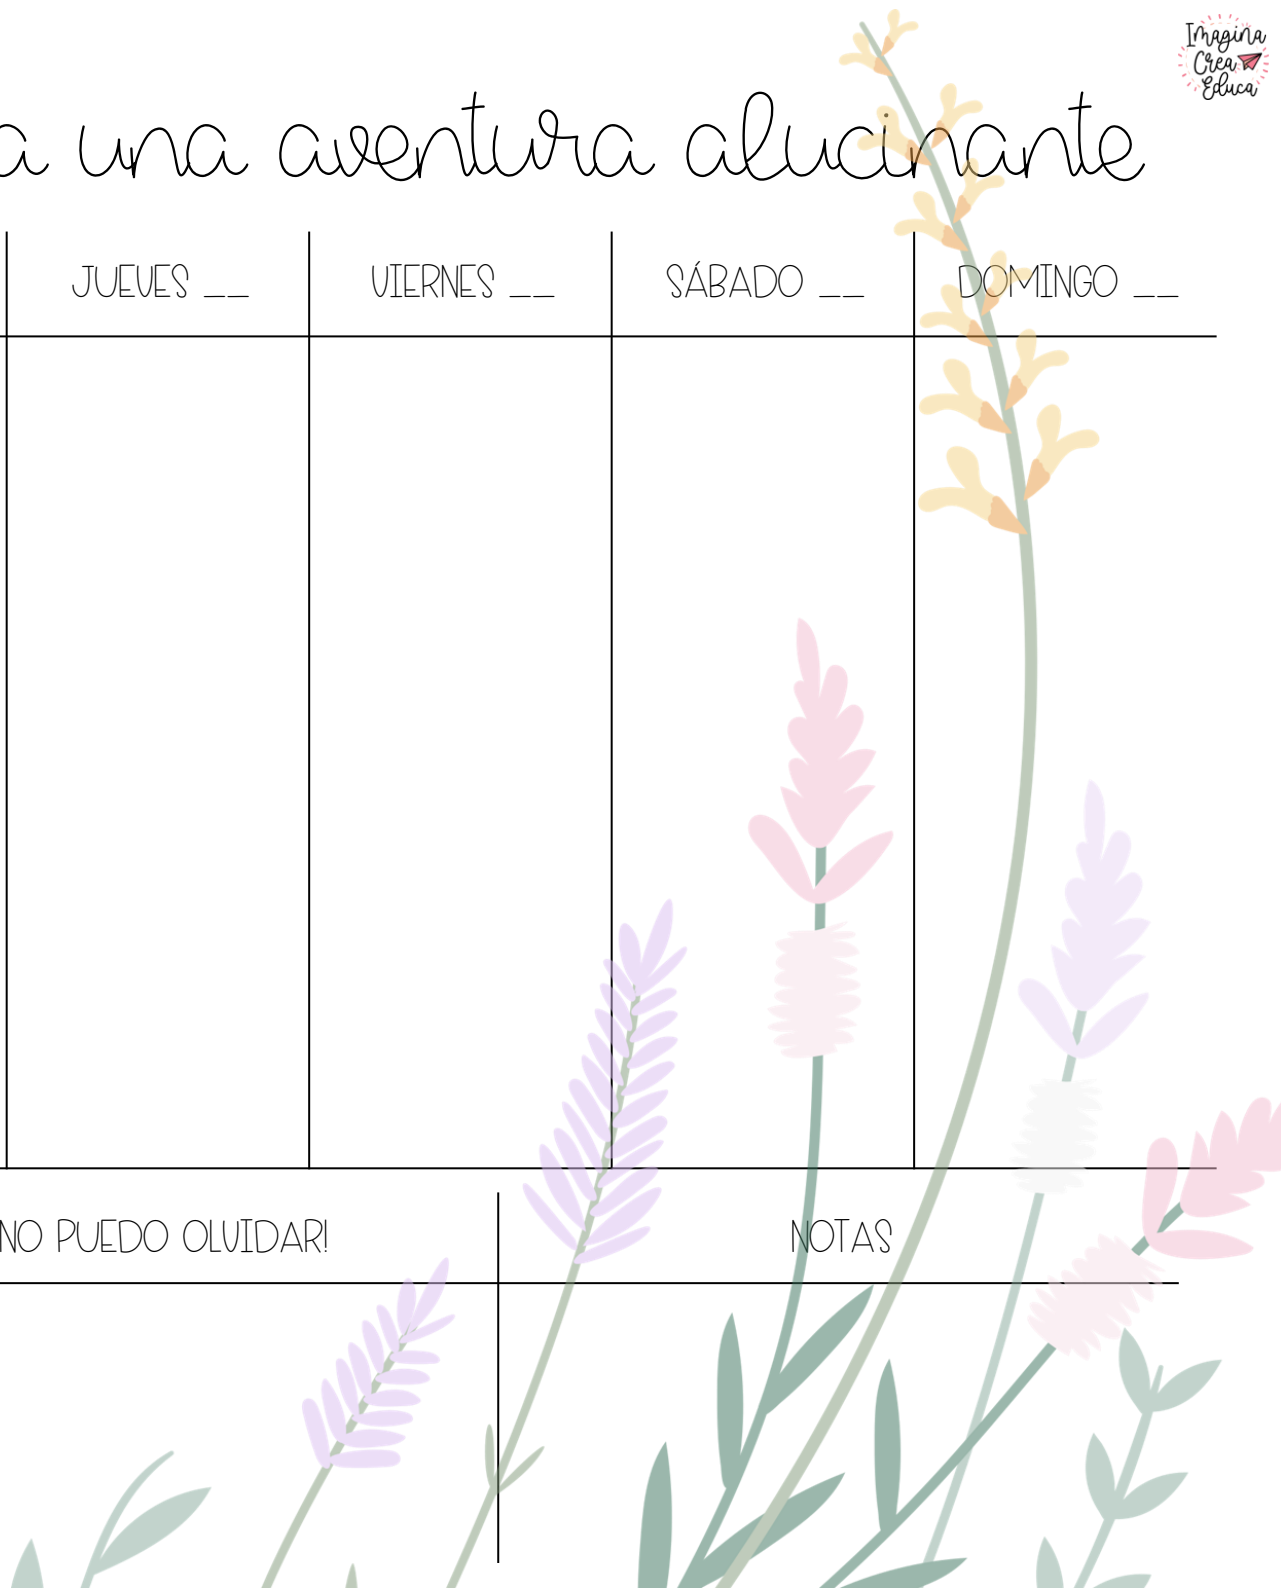 Imagina
Crea
Educa
a una aventura alucinante
JUEVES __ VIERNES __ SÁBADO __ DOMINGO __
NO PUEDO OLVIDAR! NOTAS